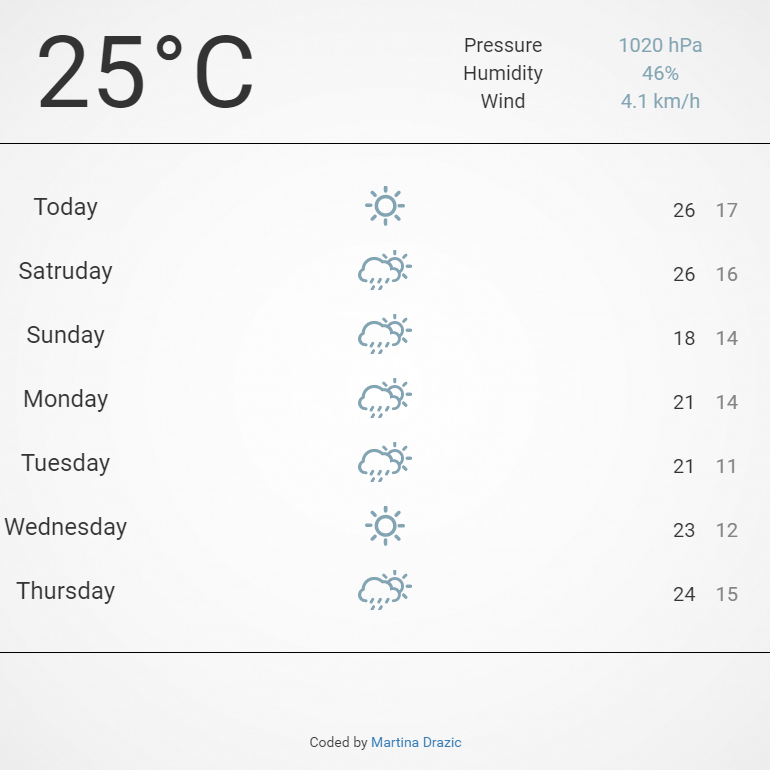 25°C
Pressure 1020 hPa
Humidity 46%
Wind 4.1 km/h
Today 26 17
Satruday 26 16
Sunday 18 14
Monday 21 14
Tuesday 21 11
Wednesday 23 12
Thursday 24 15
Coded by Martina Drazic